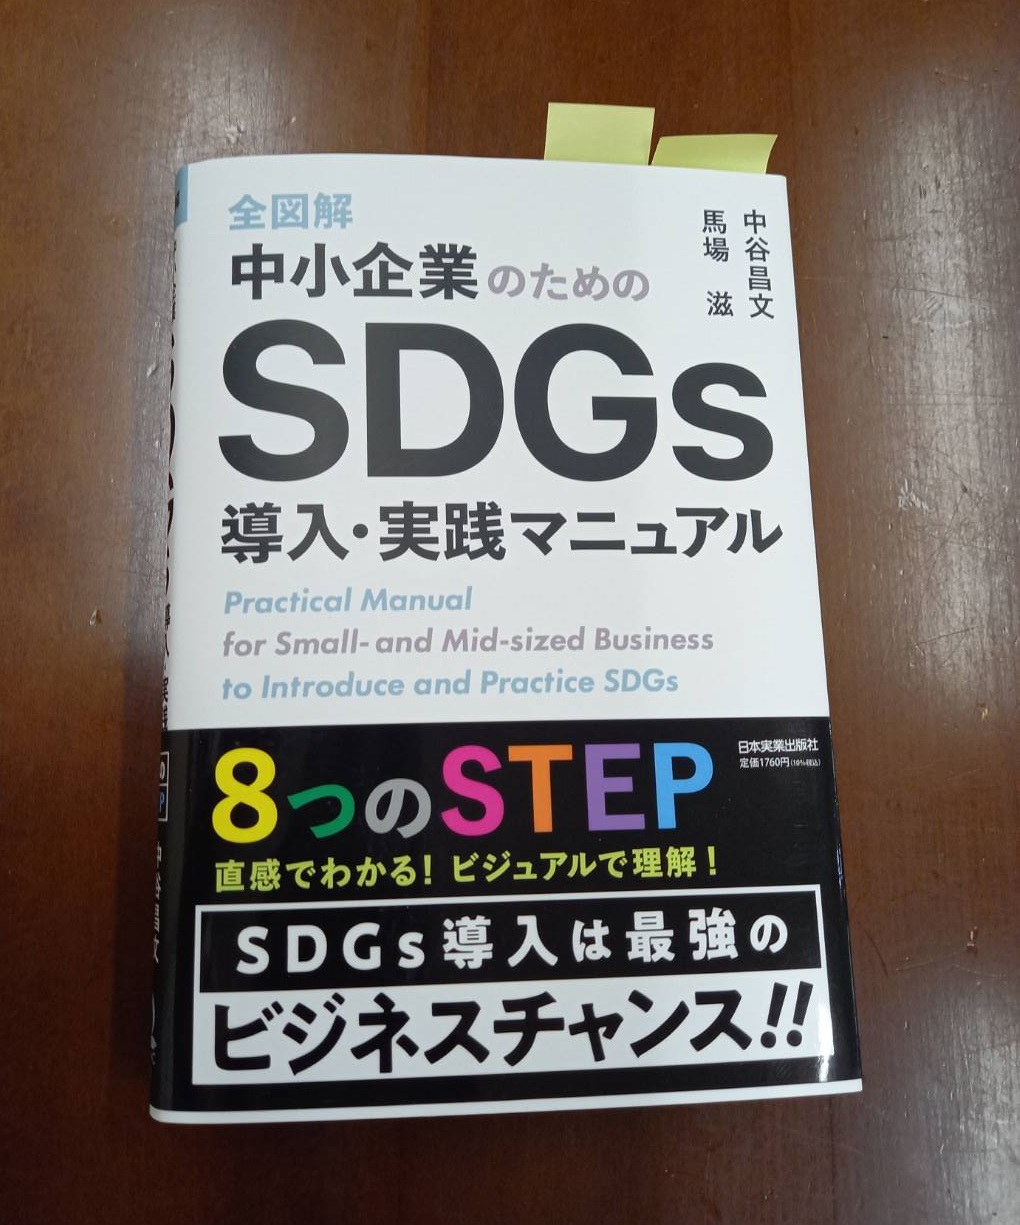 全図解
中小企業のための
SDGs
導入・実践マニュアル
中谷昌文
馬場 滋
Practical Manual
for Small- and Mid-sized Business
to Introduce and Practice SDGs
8つのSTEP
日本実業出版社
定価1760円(10%税込)
直感でわかる! ビジュアルで理解!
SDGs導入は最強の
ビジネスチャンス!!